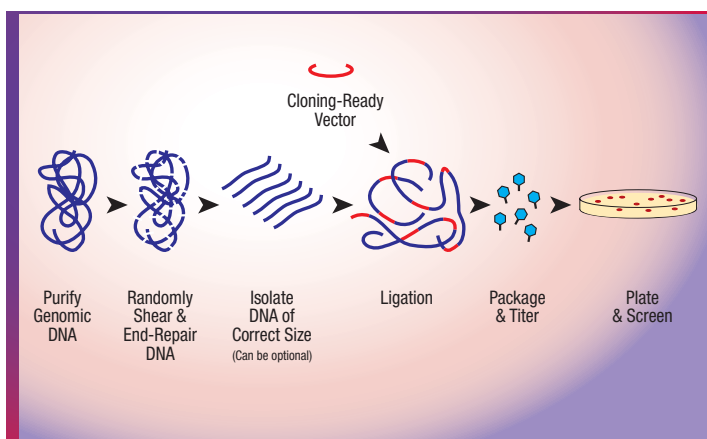 Cloning-Ready
Vector
Purify
Genomic
DNA
Randomly
Shear &
End-Repair
DNA
Isolate
DNA of
Correct Size
(Can be optional)
Ligation
Package
& Titer
Plate
& Screen